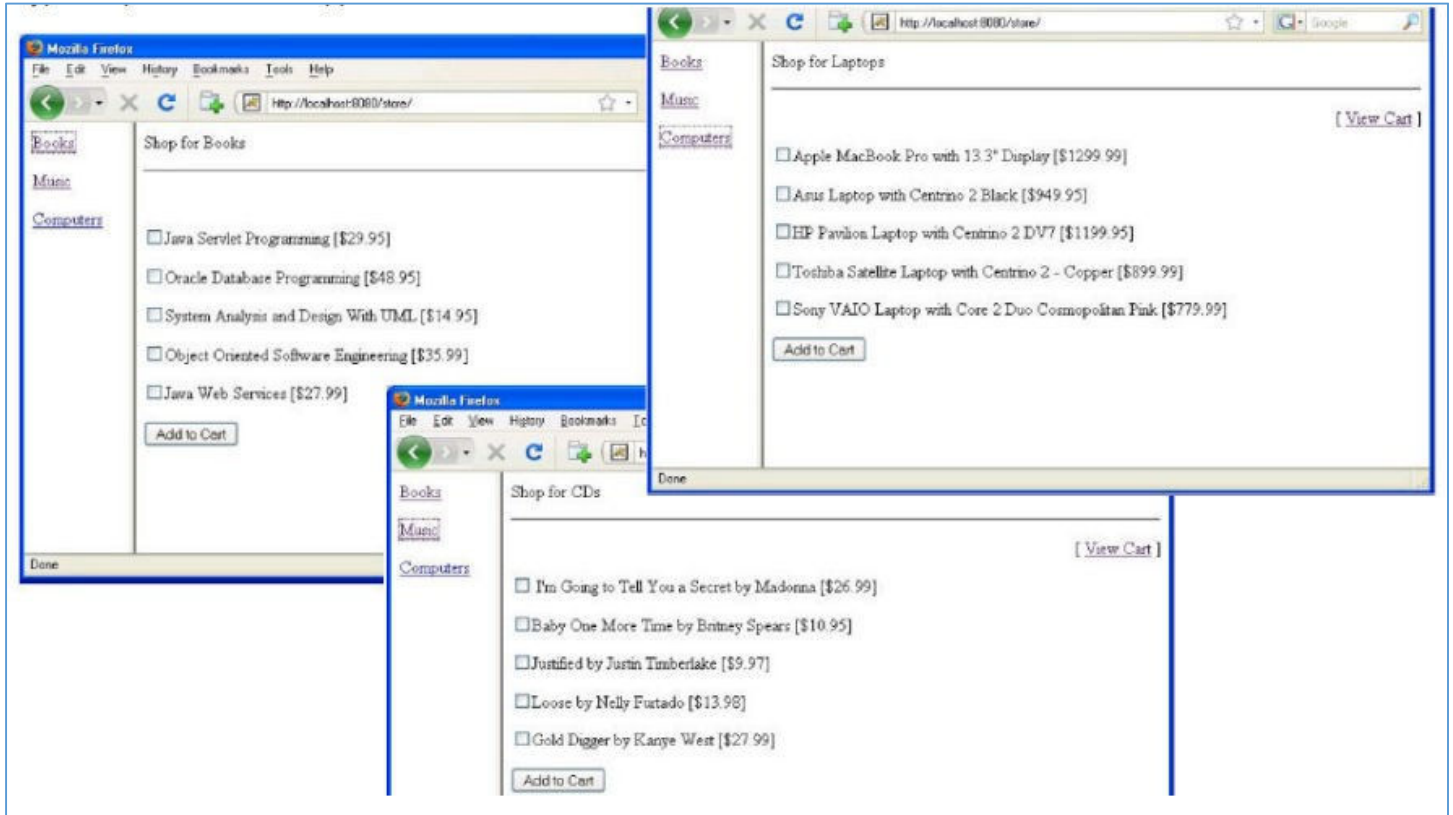 Mozilla Firefox
File Edit View History Bookmarks Tools Help
http://localhost:8080/store/
Books
Music
Computers
Shop for Books
Java Servlet Programming [$29.95]
Oracle Database Programming [$48.95]
System Analysis and Design With UML [$14.95]
Object Oriented Software Engineering [$35.99]
Java Web Services [$27.99]
Add to Cart
Done
Mozilla Firefox
File Edit View History Bookmarks
Books
Music
Computers
Shop for CDs
[ View Cart ]
I'm Going to Tell You a Secret by Madonna [$26.99]
Baby One More Time by Britney Spears [$10.95]
Justified by Justin Timberlake [$9.97]
Loose by Nelly Furtado [$13.98]
Gold Digger by Kanye West [$27.99]
Add to Cart
http://localhost:8080/store/
Google
Books
Music
Computers
Shop for Laptops
[ View Cart ]
Apple MacBook Pro with 13.3" Display [$1299.99]
Asus Laptop with Centrino 2 Black [$949.95]
HP Pavilion Laptop with Centrino 2 DV7 [$1199.95]
Toshiba Satellite Laptop with Centrino 2 - Copper [$899.99]
Sony VAIO Laptop with Core 2 Duo Cosmopolitan Pink [$779.99]
Add to Cart
Done